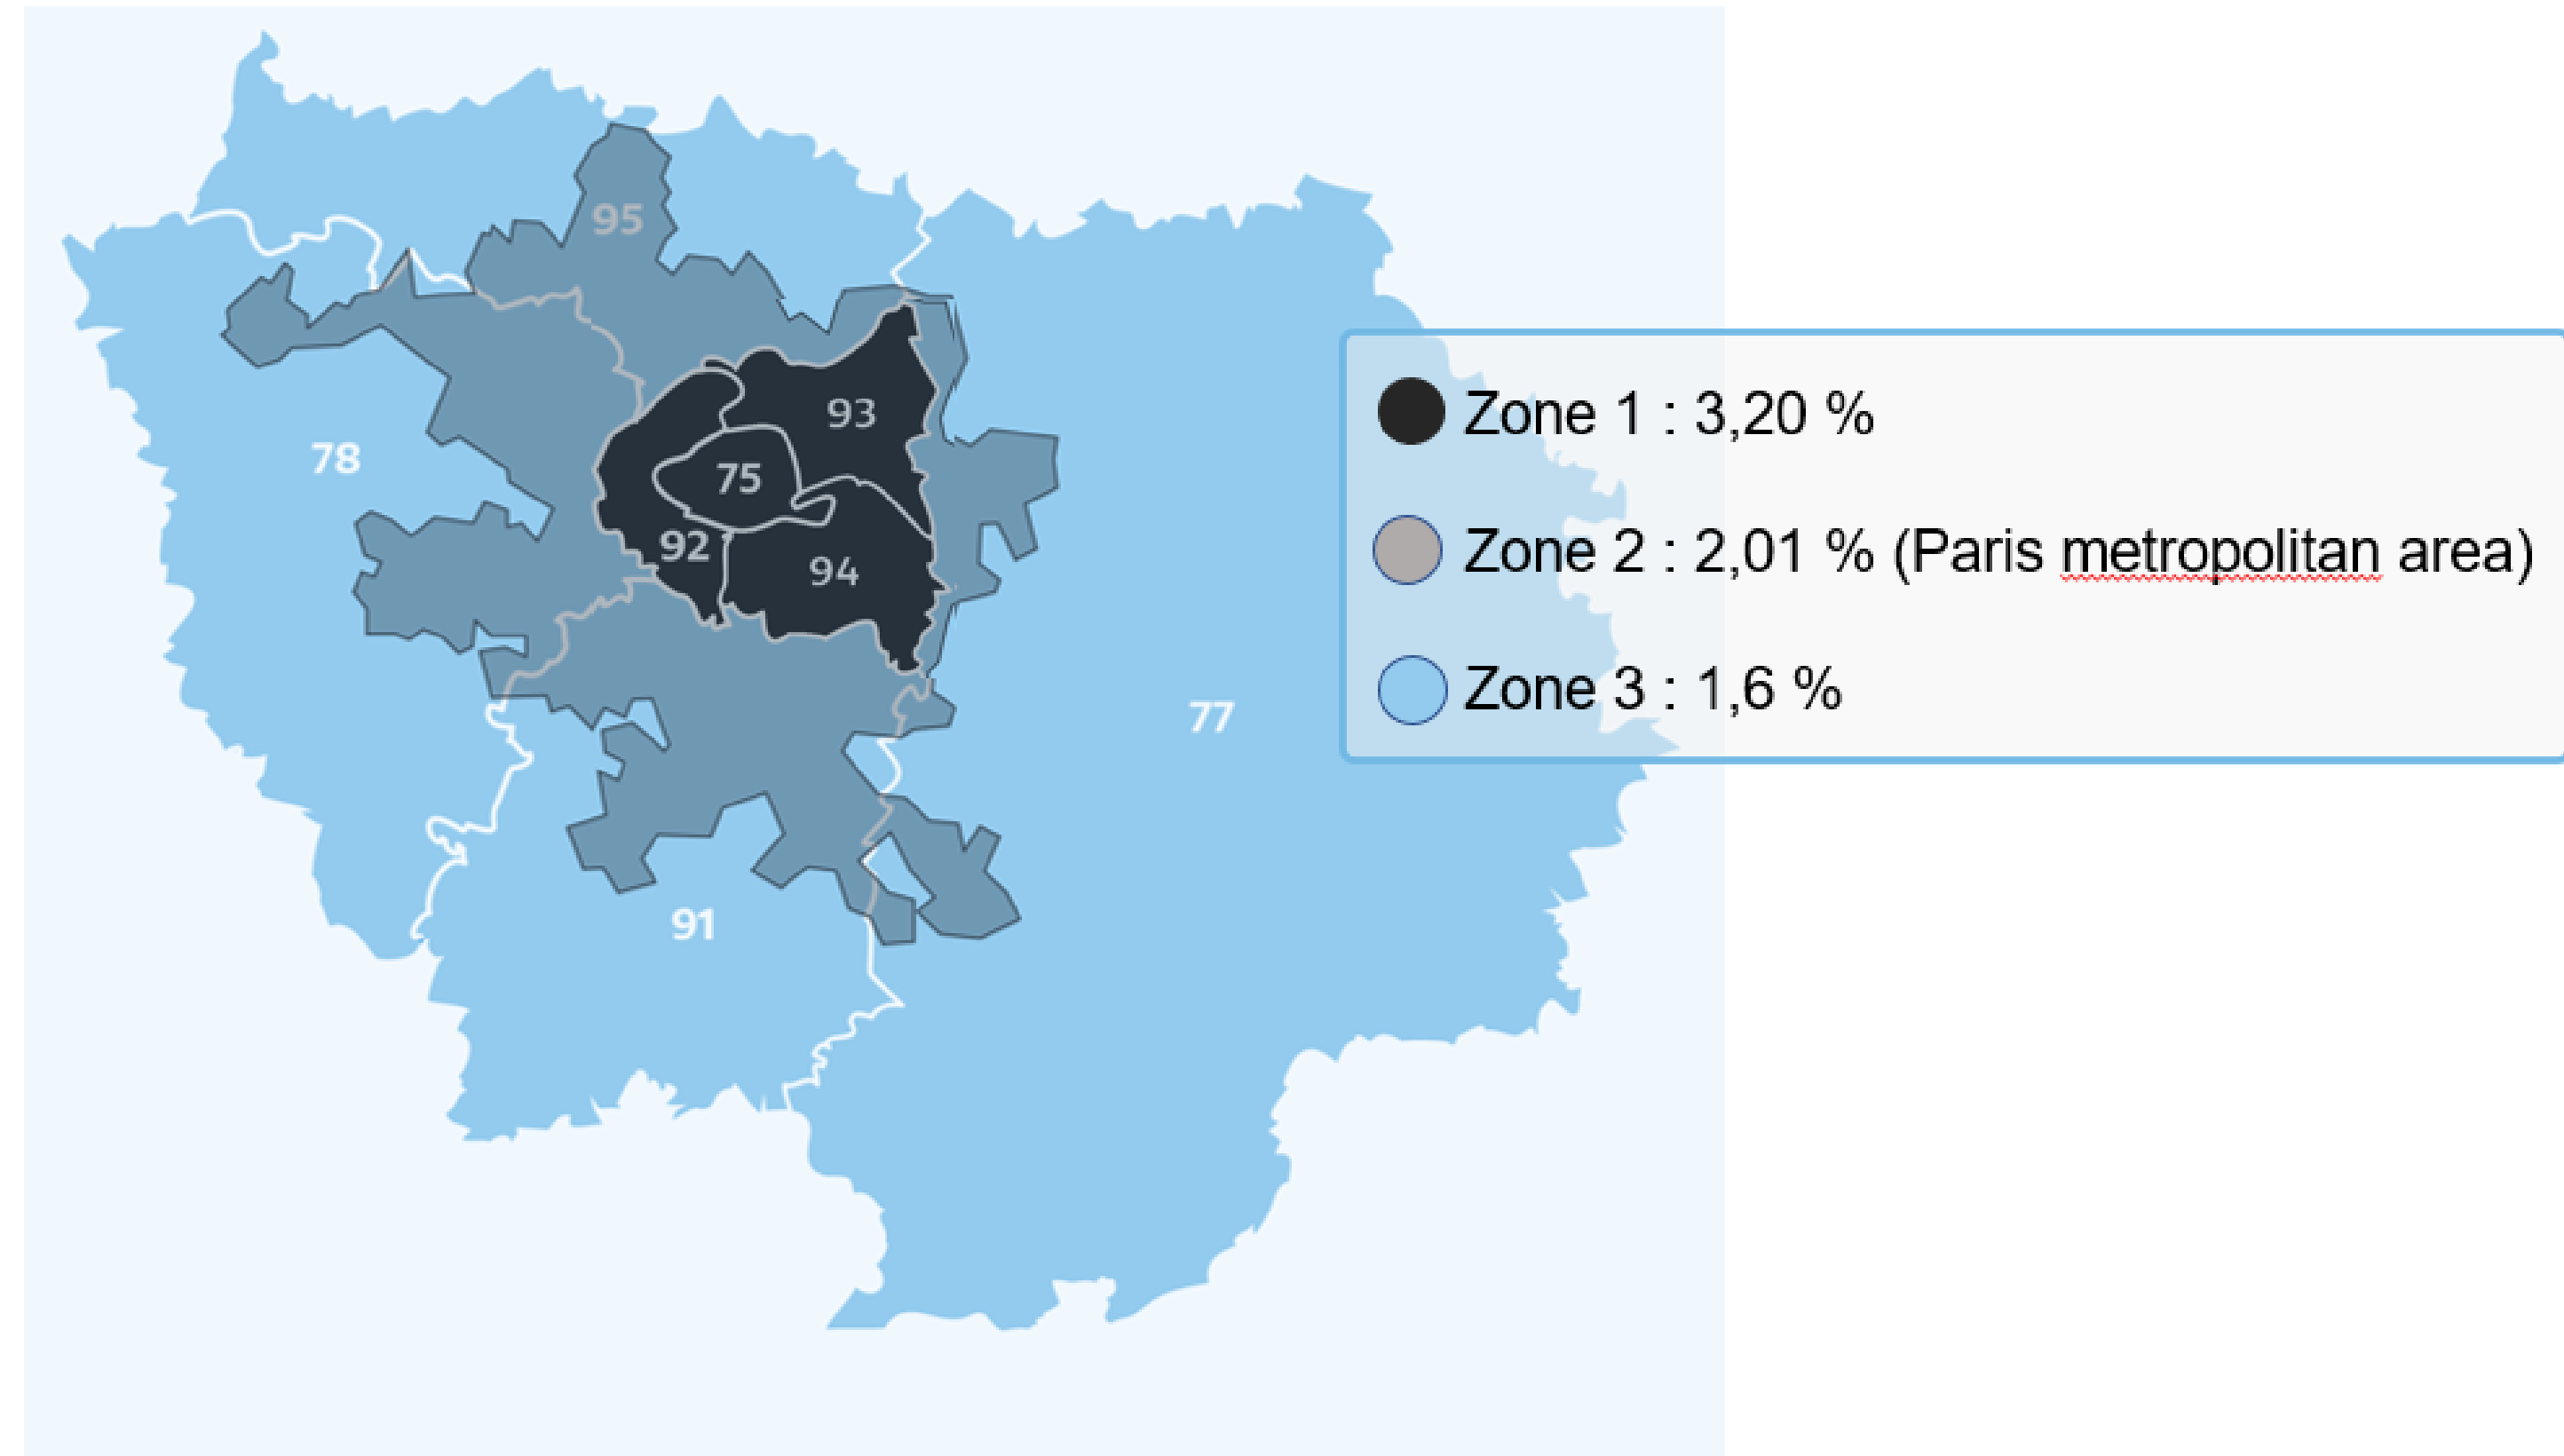 95
93
78
75
92
94
77
91
Zone 1 : 3,20 %
Zone 2 : 2,01 % (Paris metropolitan area)
Zone 3 : 1,6 %